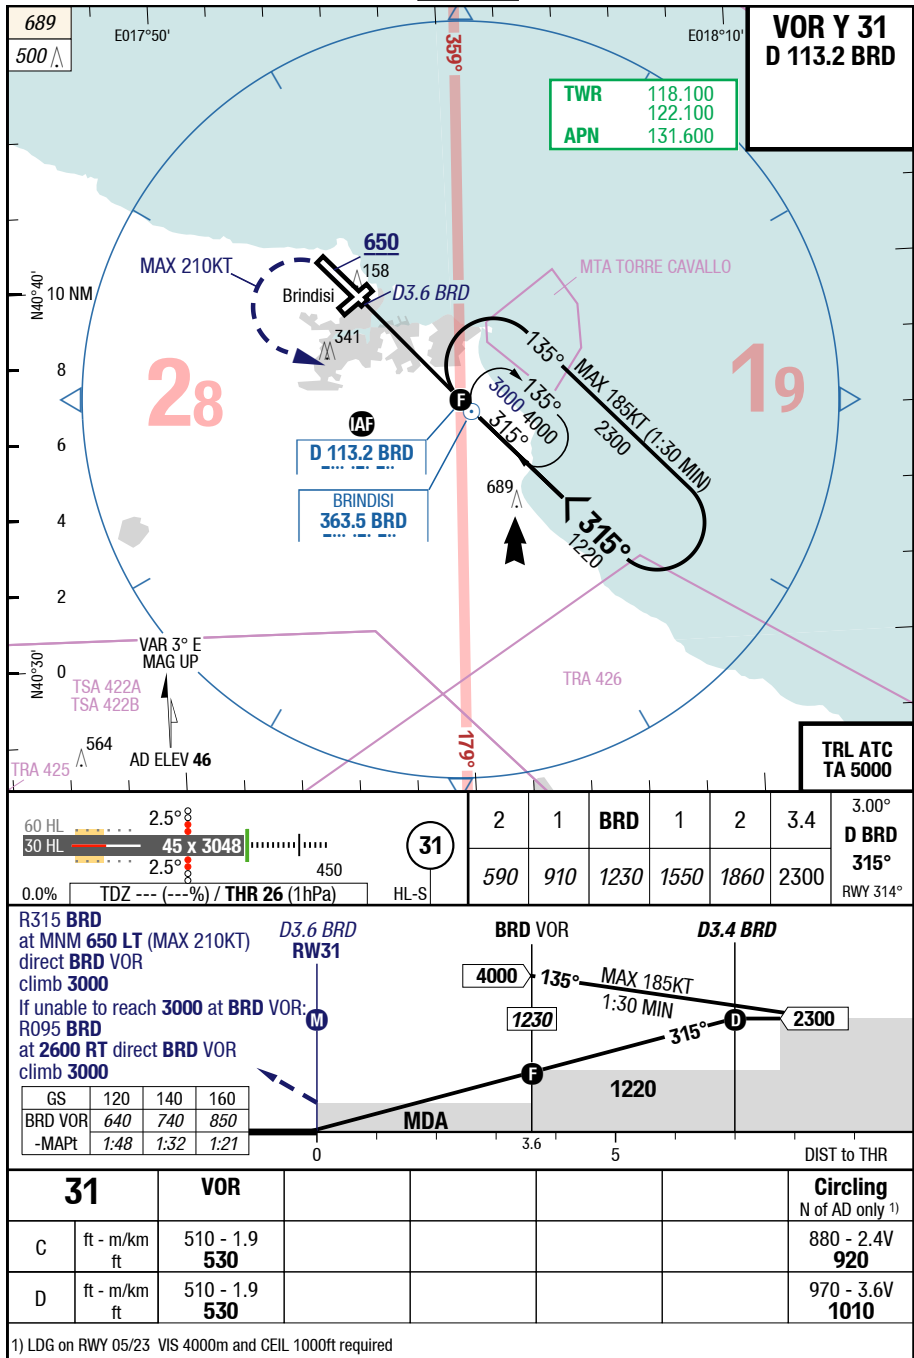 689
500
E017°50'
359°
E018°10'
VOR Y 31
D 113.2 BRD
TWR 118.100
122.100
APN 131.600
650
MAX 210KT
158
MTA TORRE CAVALLO
N40°40'
10 NM
Brindisi
D3.6 BRD
341
135°
MAX 185KT (1:30 MIN)
2300
8
28
19
F
135°
3000 4000
315°
IAF
D 113.2 BRD
6
BRINDISI
363.5 BRD
689
315°
1220
4
2
VAR 3° E
MAG UP
N40°30'
0
TSA 422A
TSA 422B
TRA 426
564
AD ELEV 46
TRA 425
179°
TRL ATC
TA 5000
60 HL
30 HL
2.5°
45 x 3048
2.5°
450
31
0.0%
TDZ --- (---%) / THR 26 (1hPa)
HL-S
2 1 BRD 1 2 3.4
590 910 1230 1550 1860 2300
3.00°
D BRD
315°
RWY 314°
R315 BRD
at MNM 650 LT (MAX 210KT)
direct BRD VOR
climb 3000
If unable to reach 3000 at BRD VOR:
R095 BRD
at 2600 RT direct BRD VOR
climb 3000
D3.6 BRD
RW31
BRD VOR
D3.4 BRD
4000
135°
MAX 185KT
1:30 MIN
M
1230
315°
D
2300
F
1220
MDA
GS 120 140 160
BRD VOR 640 740 850
-MAPt 1:48 1:32 1:21
0
3.6
5
DIST to THR
31 VOR Circling
N of AD only 1)
C ft - m/km 510 - 1.9 880 - 2.4V
ft 530 920
D ft - m/km 510 - 1.9 970 - 3.6V
ft 530 1010
1) LDG on RWY 05/23 VIS 4000m and CEIL 1000ft required